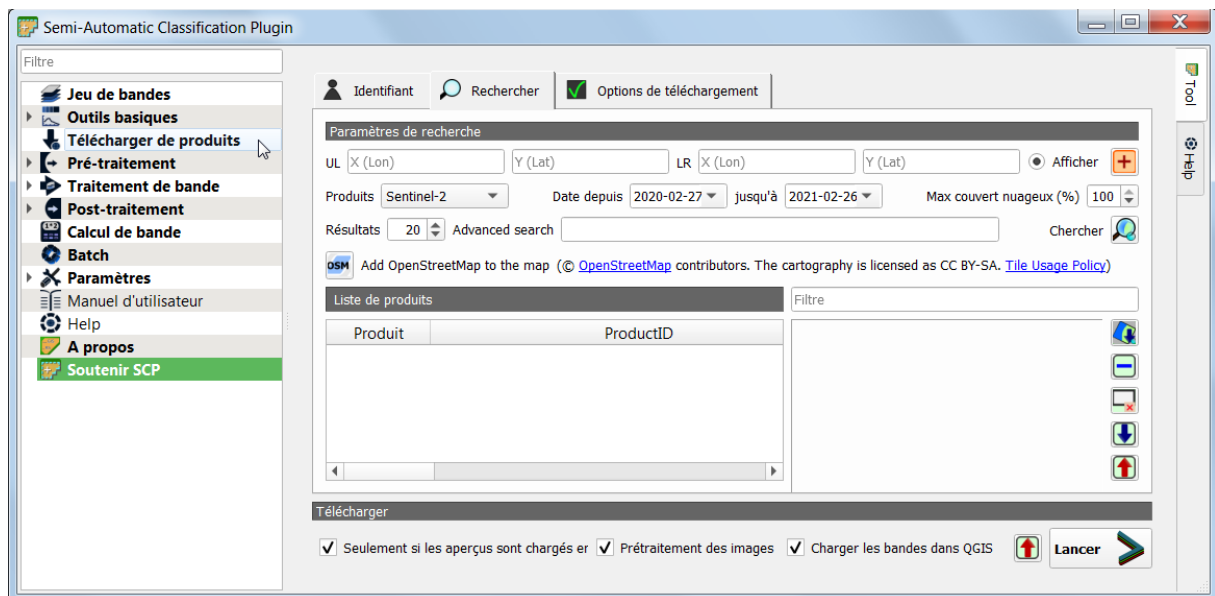 Semi-Automatic Classification Plugin
Filtre
Jeu de bandes
Outils basiques
Télécharger de produits
Pré-traitement
Traitement de bande
Post-traitement
Calcul de bande
Batch
Paramètres
Manuel d'utilisateur
Help
A propos
Soutenir SCP
Identifiant Rechercher Options de téléchargement
Paramètres de recherche
UL X (Lon) Y (Lat) LR X (Lon) Y (Lat) Afficher
Produits Sentinel-2 Date depuis 2020-02-27 jusqu'à 2021-02-26 Max couvert nuageux (%) 100
Résultats 20 Advanced search Chercher
OSM Add OpenStreetMap to the map (© OpenStreetMap contributors. The cartography is licensed as CC BY-SA. Tile Usage Policy)
Liste de produits Filtre
Produit ProductID
Télécharger
Seulement si les aperçus sont chargés er Prétraitement des images Charger les bandes dans QGIS Lancer
Tool
Help